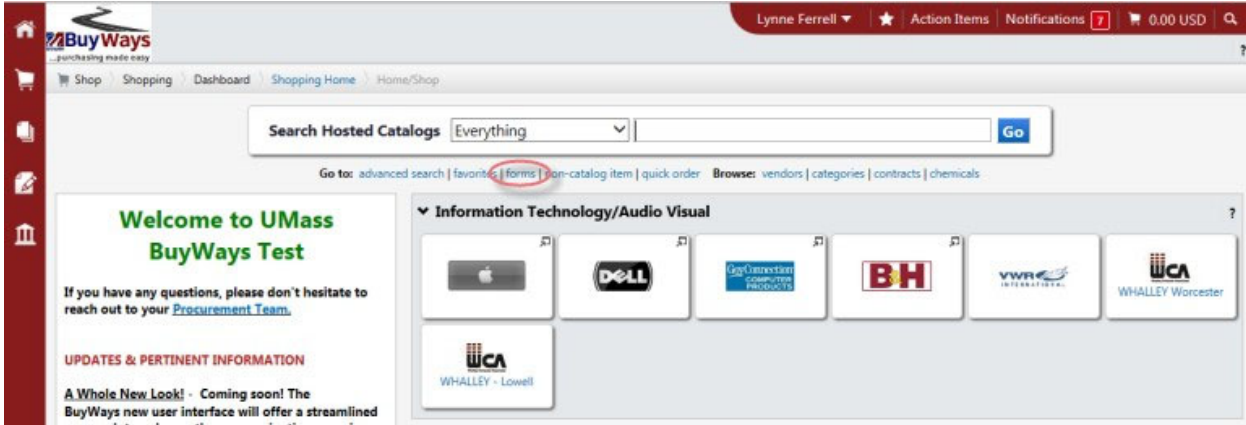 Lynne Ferrell Action Items Notifications 7 0.00 USD
BuyWays
...purchasing made easy
?
Shop Shopping Dashboard Shopping Home Home/Shop
Search Hosted Catalogs Everything Go
Go to: advanced search | favorites | forms | non-catalog item | quick order Browse: vendors | categories | contracts | chemicals
Welcome to UMass
BuyWays Test
If you have any questions, please don't hesitate to
reach out to your Procurement Team.
UPDATES & PERTINENT INFORMATION
A Whole New Look! - Coming soon! The
BuyWays new user interface will offer a streamlined
Information Technology/Audio Visual ?
DELL
GovConnection
COMPUTER
PRODUCTS
B&H
VWR
INTERNATIONAL
WCA
WHALLEY Worcester
WCA
WHALLEY - Lowell